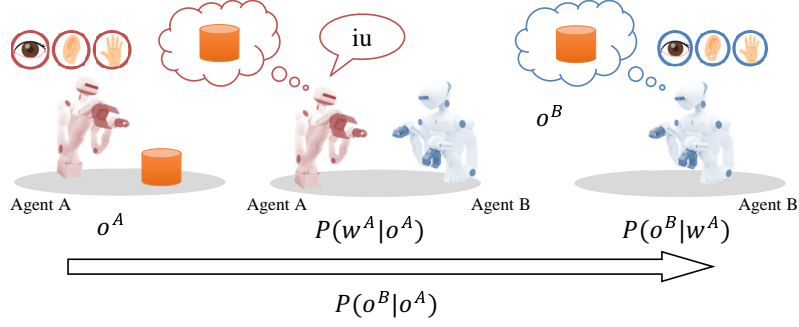 iu
o^B
Agent A
Agent A
Agent B
Agent B
o^A
P(w^A|o^A)
P(o^B|w^A)
P(o^B|o^A)